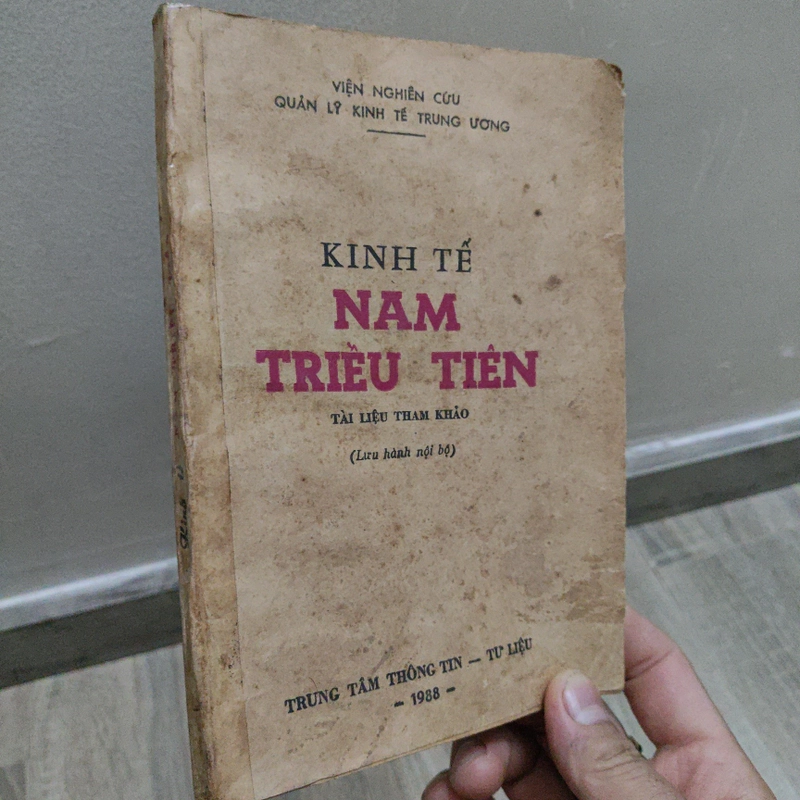 VIỆN NGHIÊN CỨU
QUẢN LÝ KINH TẾ TRUNG ƯƠNG
KINH TẾ
NAM
TRIỀU TIÊN
TÀI LIỆU THAM KHẢO
(Lưu hành nội bộ)
TRUNG TÂM THÔNG TIN — TƯ LIỆU
- 1988 -